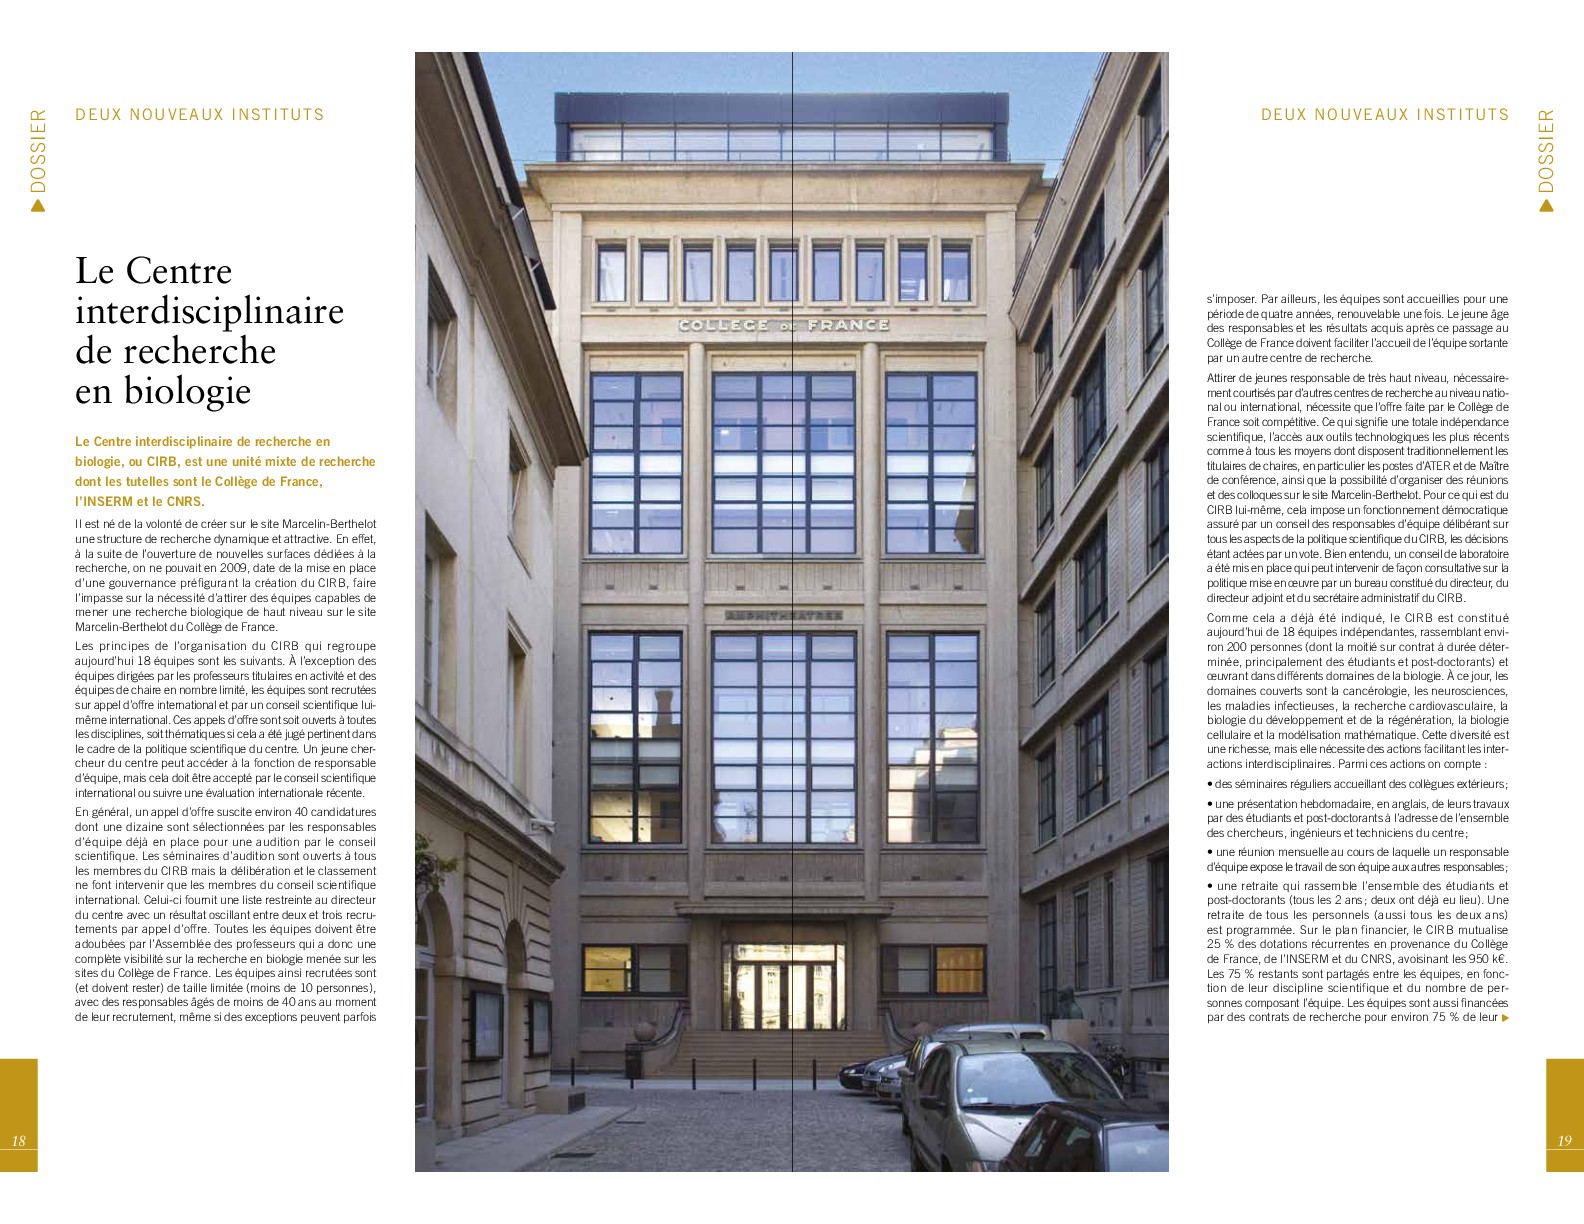 DOSSIER
DEUX NOUVEAUX INSTITUTS
Le Centre
interdisciplinaire
de recherche
en biologie
Le Centre interdisciplinaire de recherche en
biologie, ou CIRB, est une unité mixte de recherche
dont les tutelles sont le Collège de France,
l'INSERM et le CNRS.
Il est né de la volonté de créer sur le site Marcelin-Berthelot
une structure de recherche dynamique et attractive. En effet,
à la suite de l'ouverture de nouvelles surfaces dédiées à la
recherche, on ne pouvait en 2009, date de la mise en place
d'une gouvernance préfigurant la création du CIRB, faire
l'impasse sur la nécessité d'attirer des équipes capables de
mener une recherche biologique de haut niveau sur le site
Marcelin-Berthelot du Collège de France.
Les principes de l'organisation du CIRB qui regroupe
aujourd'hui 18 équipes sont les suivants. À l'exception des
équipes dirigées par les professeurs titulaires en activité et des
équipes de chaire en nombre limité, les équipes sont recrutées
sur appel d'offre international et par un conseil scientifique lui-
même international. Ces appels d'offre sont soit ouverts à toutes
les disciplines, soit thématiques si cela a été jugé pertinent dans
le cadre de la politique scientifique du centre. Un jeune cher-
cheur du centre peut accéder à la fonction de responsable
d'équipe, mais cela doit être accepté par le conseil scientifique
international ou suivre une évaluation internationale récente.
En général, un appel d'offre suscite environ 40 candidatures
dont une dizaine sont sélectionnées par les responsables
d'équipe déjà en place pour une audition par le conseil
scientifique. Les séminaires d'audition sont ouverts à tous
les membres du CIRB mais la délibération et le classement
ne font intervenir que les membres du conseil scientifique
international. Celui-ci fournit une liste restreinte au directeur
du centre avec un résultat oscillant entre deux et trois recru-
tements par appel d'offre. Toutes les équipes doivent être
adoubées par l'Assemblée des professeurs qui a donc une
complète visibilité sur la recherche en biologie menée sur les
sites du Collège de France. Les équipes ainsi recrutées sont
(et doivent rester) de taille limitée (moins de 10 personnes),
avec des responsables âgés de moins de 40 ans au moment
de leur recrutement, même si des exceptions peuvent parfois
18
COLLEGE DE FRANCE
AMPHITHEATRES
DEUX NOUVEAUX INSTITUTS
DOSSIER
s'imposer. Par ailleurs, les équipes sont accueillies pour une
période de quatre années, renouvelable une fois. Le jeune âge
des responsables et les résultats acquis après ce passage au
Collège de France doivent faciliter l'accueil de l'équipe sortante
par un autre centre de recherche.
Attirer de jeunes responsable de très haut niveau, nécessaire-
ment courtisés par d'autres centres de recherche au niveau natio-
nal ou international, nécessite que l'offre faite par le Collège de
France soit compétitive. Ce qui signifie une totale indépendance
scientifique, l'accès aux outils technologiques les plus récents
comme à tous les moyens dont disposent traditionnellement les
titulaires de chaires, en particulier les postes d'ATER et de Maître
de conférence, ainsi que la possibilité d'organiser des réunions
et des colloques sur le site Marcelin-Berthelot. Pour ce qui est du
CIRB lui-même, cela impose un fonctionnement démocratique
assuré par un conseil des responsables d'équipe délibérant sur
tous les aspects de la politique scientifique du CIRB, les décisions
étant actées par un vote. Bien entendu, un conseil de laboratoire
a été mis en place qui peut intervenir de façon consultative sur la
politique mise en œuvre par un bureau constitué du directeur, du
directeur adjoint et du secrétaire administratif du CIRB.
Comme cela a déjà été indiqué, le CIRB est constitué
aujourd'hui de 18 équipes indépendantes, rassemblant envi-
ron 200 personnes (dont la moitié sur contrat à durée déter-
minée, principalement des étudiants et post-doctorants) et
œuvrant dans différents domaines de la biologie. À ce jour, les
domaines couverts sont la cancérologie, les neurosciences,
les maladies infectieuses, la recherche cardiovasculaire, la
biologie du développement et de la régénération, la biologie
cellulaire et la modélisation mathématique. Cette diversité est
une richesse, mais elle nécessite des actions facilitant les inter-
actions interdisciplinaires. Parmi ces actions on compte :
• des séminaires réguliers accueillant des collègues extérieurs;
• une présentation hebdomadaire, en anglais, de leurs travaux
par des étudiants et post-doctorants à l'adresse de l'ensemble
des chercheurs, ingénieurs et techniciens du centre;
• une réunion mensuelle au cours de laquelle un responsable
d'équipe expose le travail de son équipe aux autres responsables;
• une retraite qui rassemble l'ensemble des étudiants et
post-doctorants (tous les 2 ans; deux ont déjà eu lieu). Une
retraite de tous les personnels (aussi tous les deux ans)
est programmée. Sur le plan financier, le CIRB mutualise
25 % des dotations récurrentes en provenance du Collège
de France, de l'INSERM et du CNRS, avoisinant les 950 k€.
Les 75 % restants sont partagés entre les équipes, en fonc-
tion de leur discipline scientifique et du nombre de per-
sonnes composant l'équipe. Les équipes sont aussi financées
par des contrats de recherche pour environ 75 % de leur
19